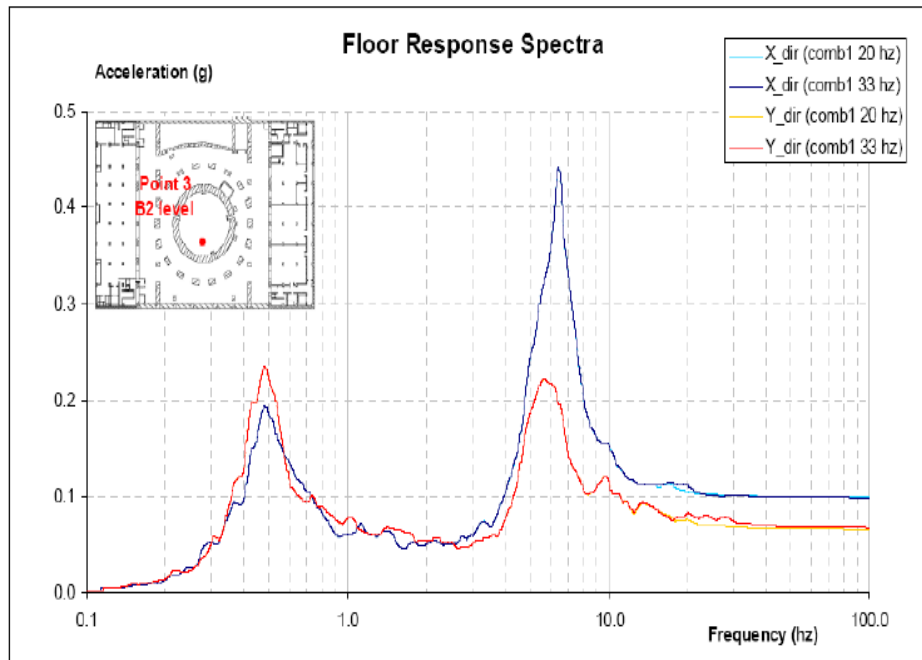 Floor Response Spectra
Acceleration (g)
X_dir (comb1 20 hz)
X_dir (comb1 33 hz)
Y_dir (comb1 20 hz)
Y_dir (comb1 33 hz)
0.5
0.4
0.3
0.2
0.1
0.0
Point 3
B2 level
0.1
1.0
10.0
100.0
Frequency (hz)